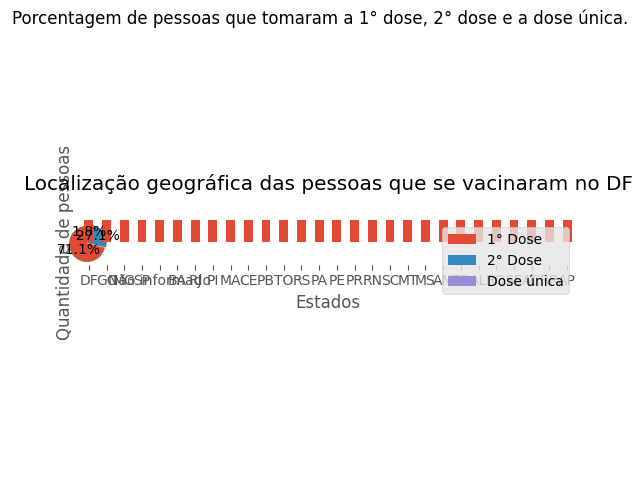 Porcentagem de pessoas que tomaram a 1° dose, 2° dose e a dose única.
Localização geográfica das pessoas que se vacinaram no DF
Quantidade de pessoas
1.8%
27.1%
71.1%
DF GO MG Não informado SP BA RJ PI MA CE PB TO RS PA PE PR RN SC MT MS AM AP
Estados
1° Dose
2° Dose
Dose única